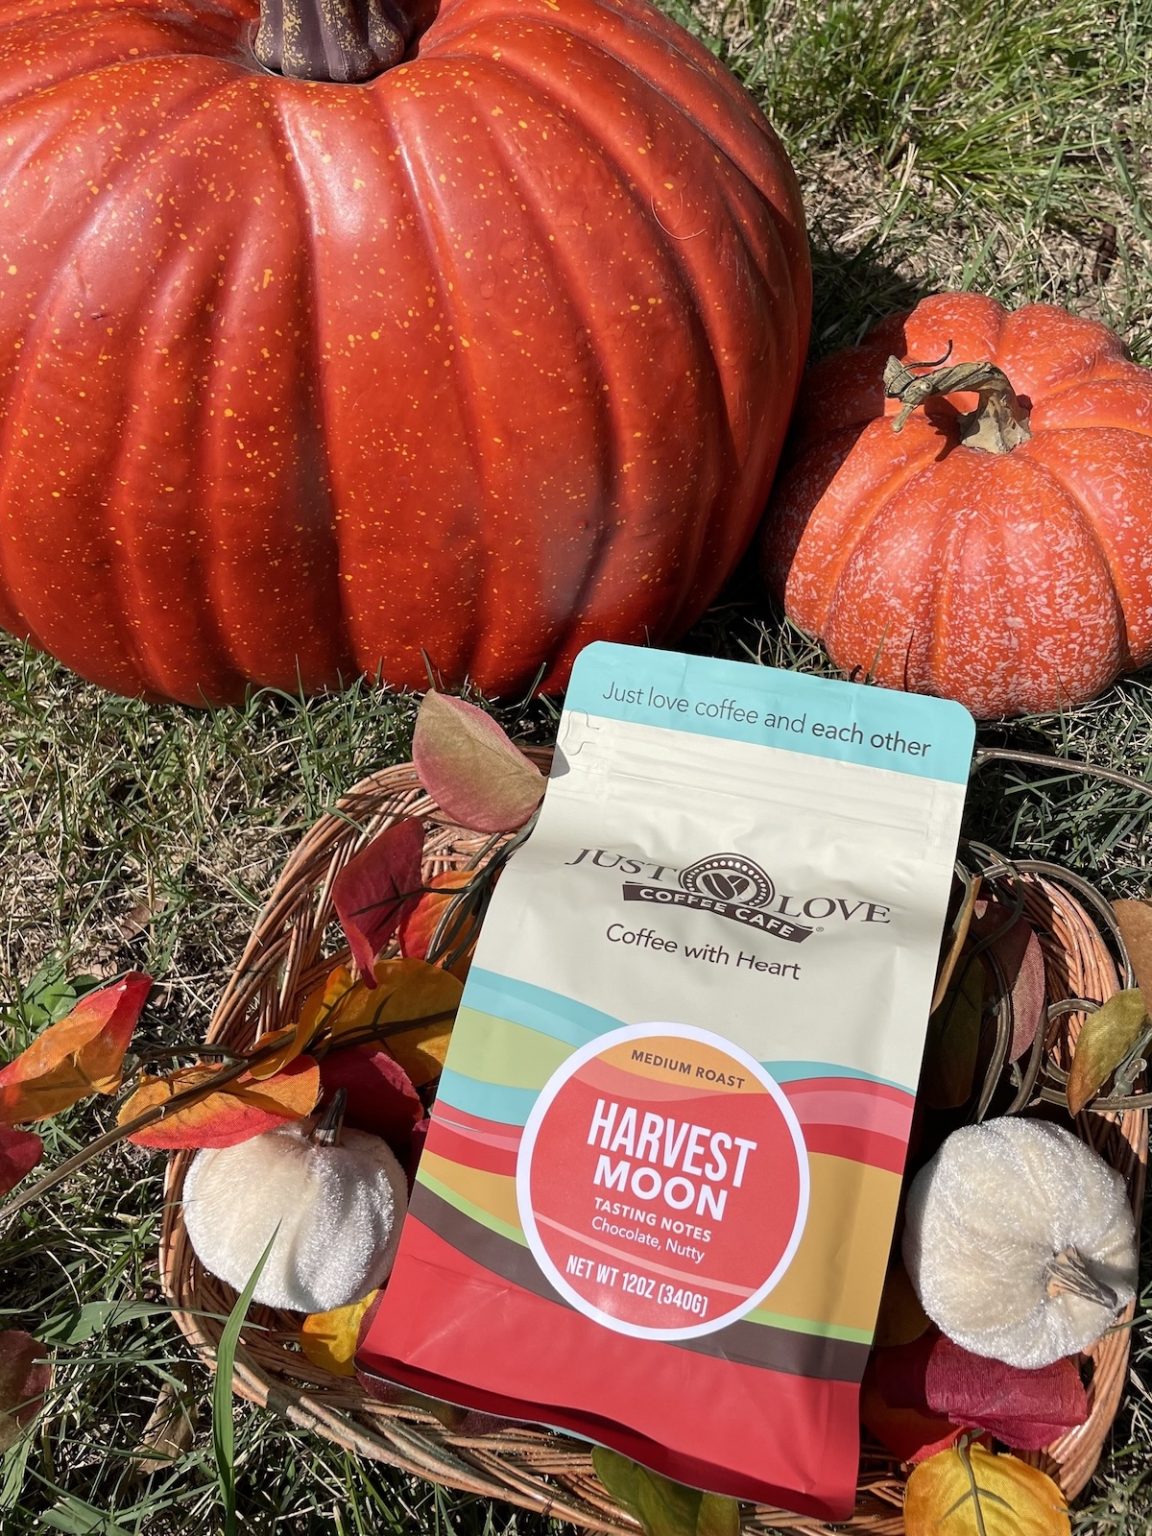 Just love coffee and each other
JUST LOVE
COFFEE CAFE®
Coffee with Heart
MEDIUM ROAST
HARVEST
MOON
TASTING NOTES
Chocolate, Nutty
NET WT 12OZ (340G)